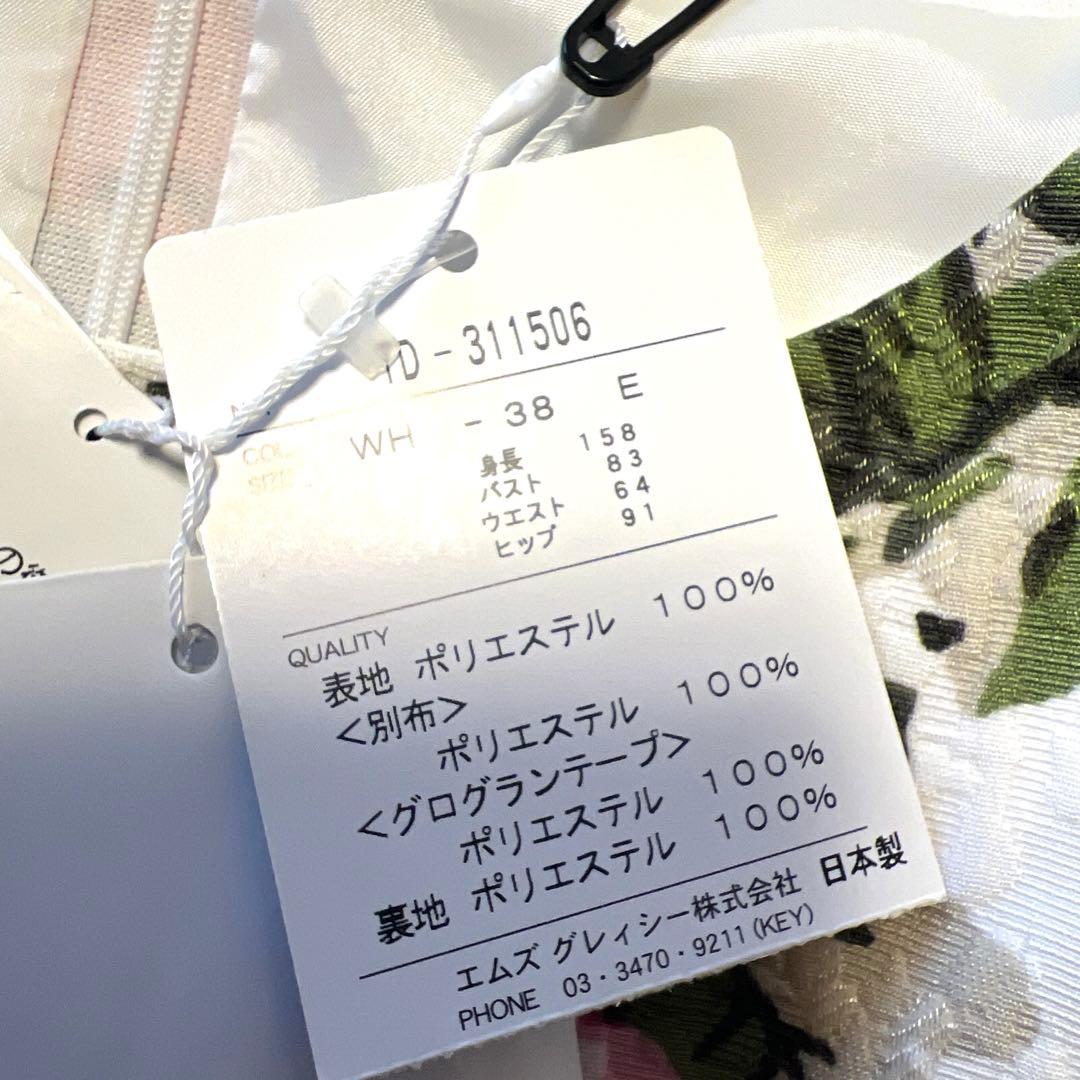 D-311506
WH -38 E
身長 158
バスト 83
ウエスト 64
ヒップ 91
QUALITY
表地 ポリエステル 100%
<別布>
ポリエステル 100%
<グログランテープ>
ポリエステル 100%
裏地 ポリエステル 100%
エムズ グレィシー株式会社 日本製
PHONE 03・3470・9211(KEY)